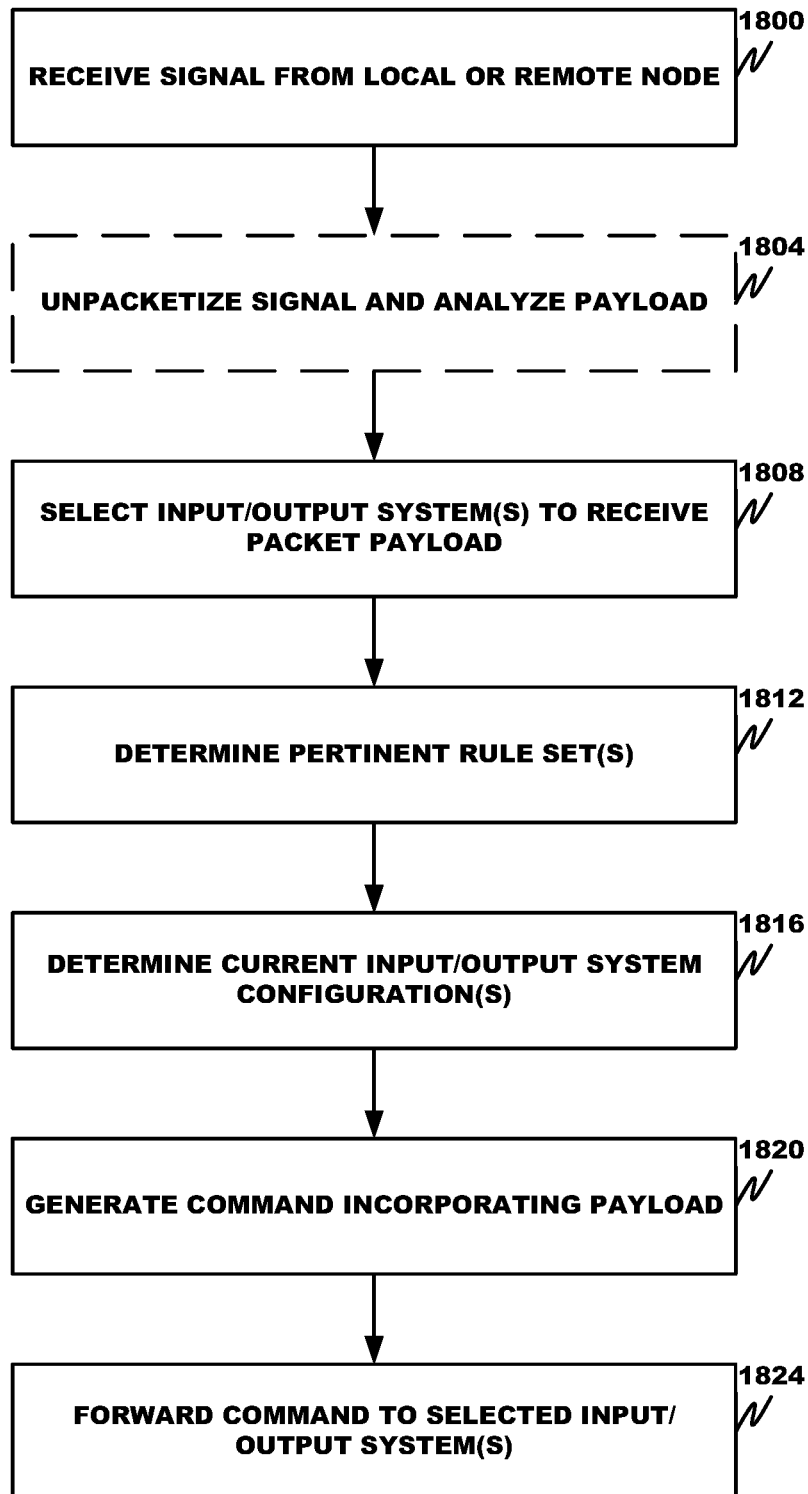 1800
RECEIVE SIGNAL FROM LOCAL OR REMOTE NODE
1804
UNPACKETIZE SIGNAL AND ANALYZE PAYLOAD
1808
SELECT INPUT/OUTPUT SYSTEM(S) TO RECEIVE
PACKET PAYLOAD
1812
DETERMINE PERTINENT RULE SET(S)
1816
DETERMINE CURRENT INPUT/OUTPUT SYSTEM
CONFIGURATION(S)
1820
GENERATE COMMAND INCORPORATING PAYLOAD
1824
FORWARD COMMAND TO SELECTED INPUT/
OUTPUT SYSTEM(S)